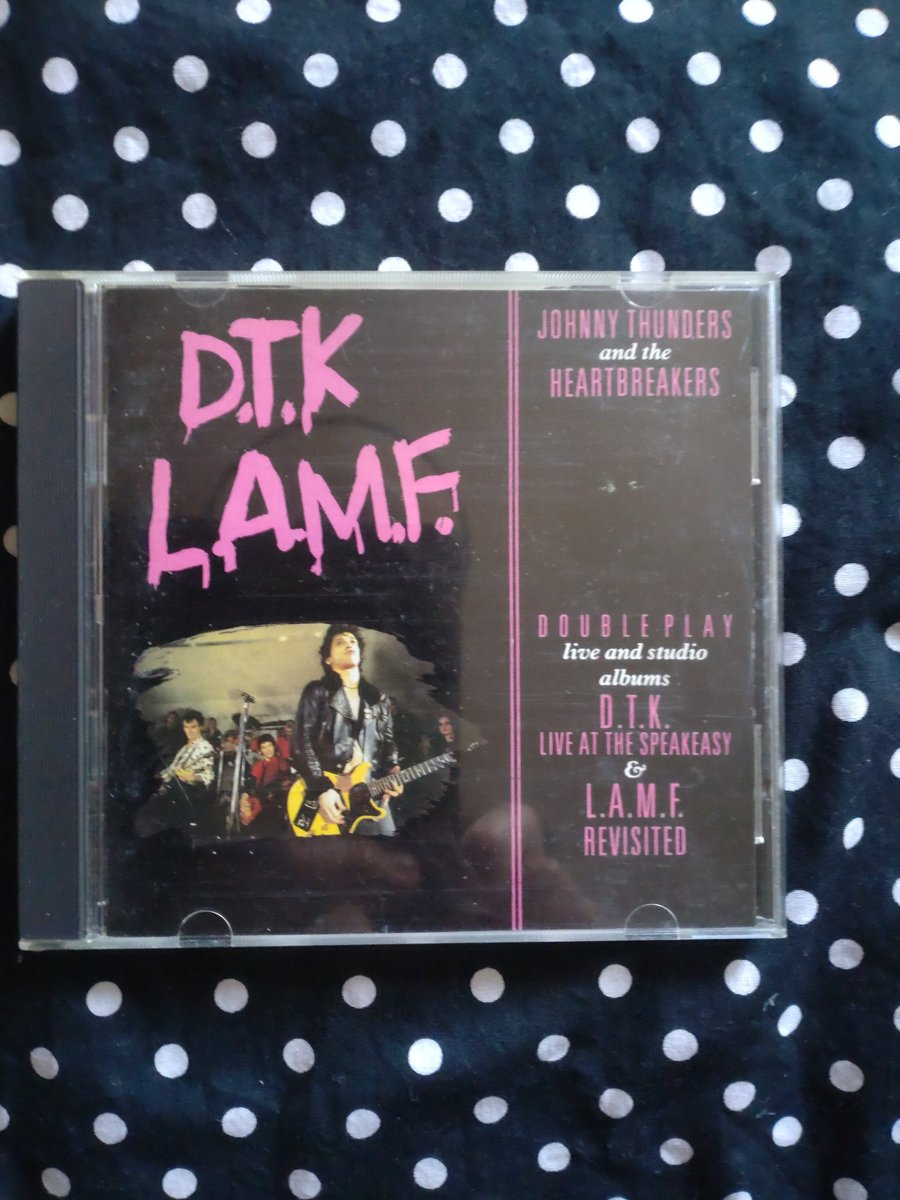 D.T.K
L.A.M.F.
JOHNNY THUNDERS
and the
HEARTBREAKERS
DOUBLE PLAY
live and studio
albums
D.T.K.
LIVE AT THE SPEAKEASY
&
L.A.M.F.
REVISITED